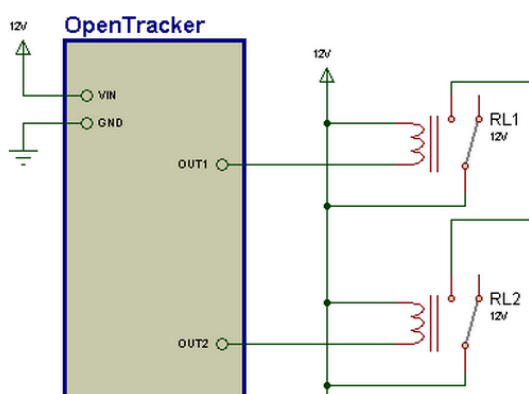 OpenTracker
12V
VIN
GND
12V
OUT1
RL1
12V
OUT2
RL2
12V